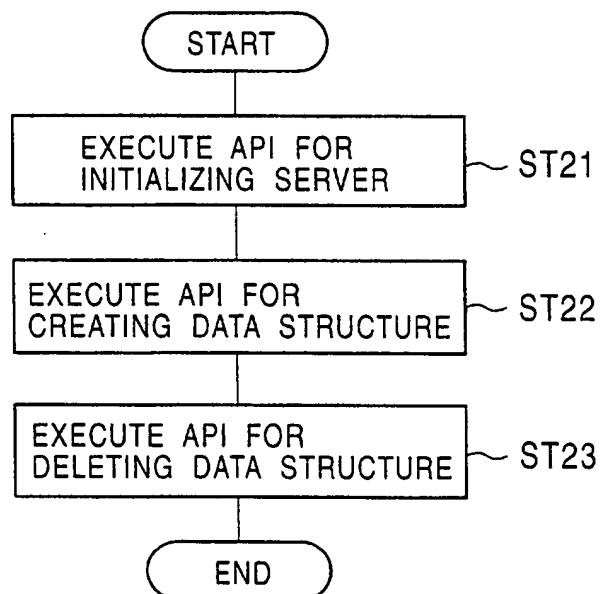 START
EXECUTE API FOR
INITIALIZING SERVER
ST21
EXECUTE API FOR
CREATING DATA STRUCTURE
ST22
EXECUTE API FOR
DELETING DATA STRUCTURE
ST23
END